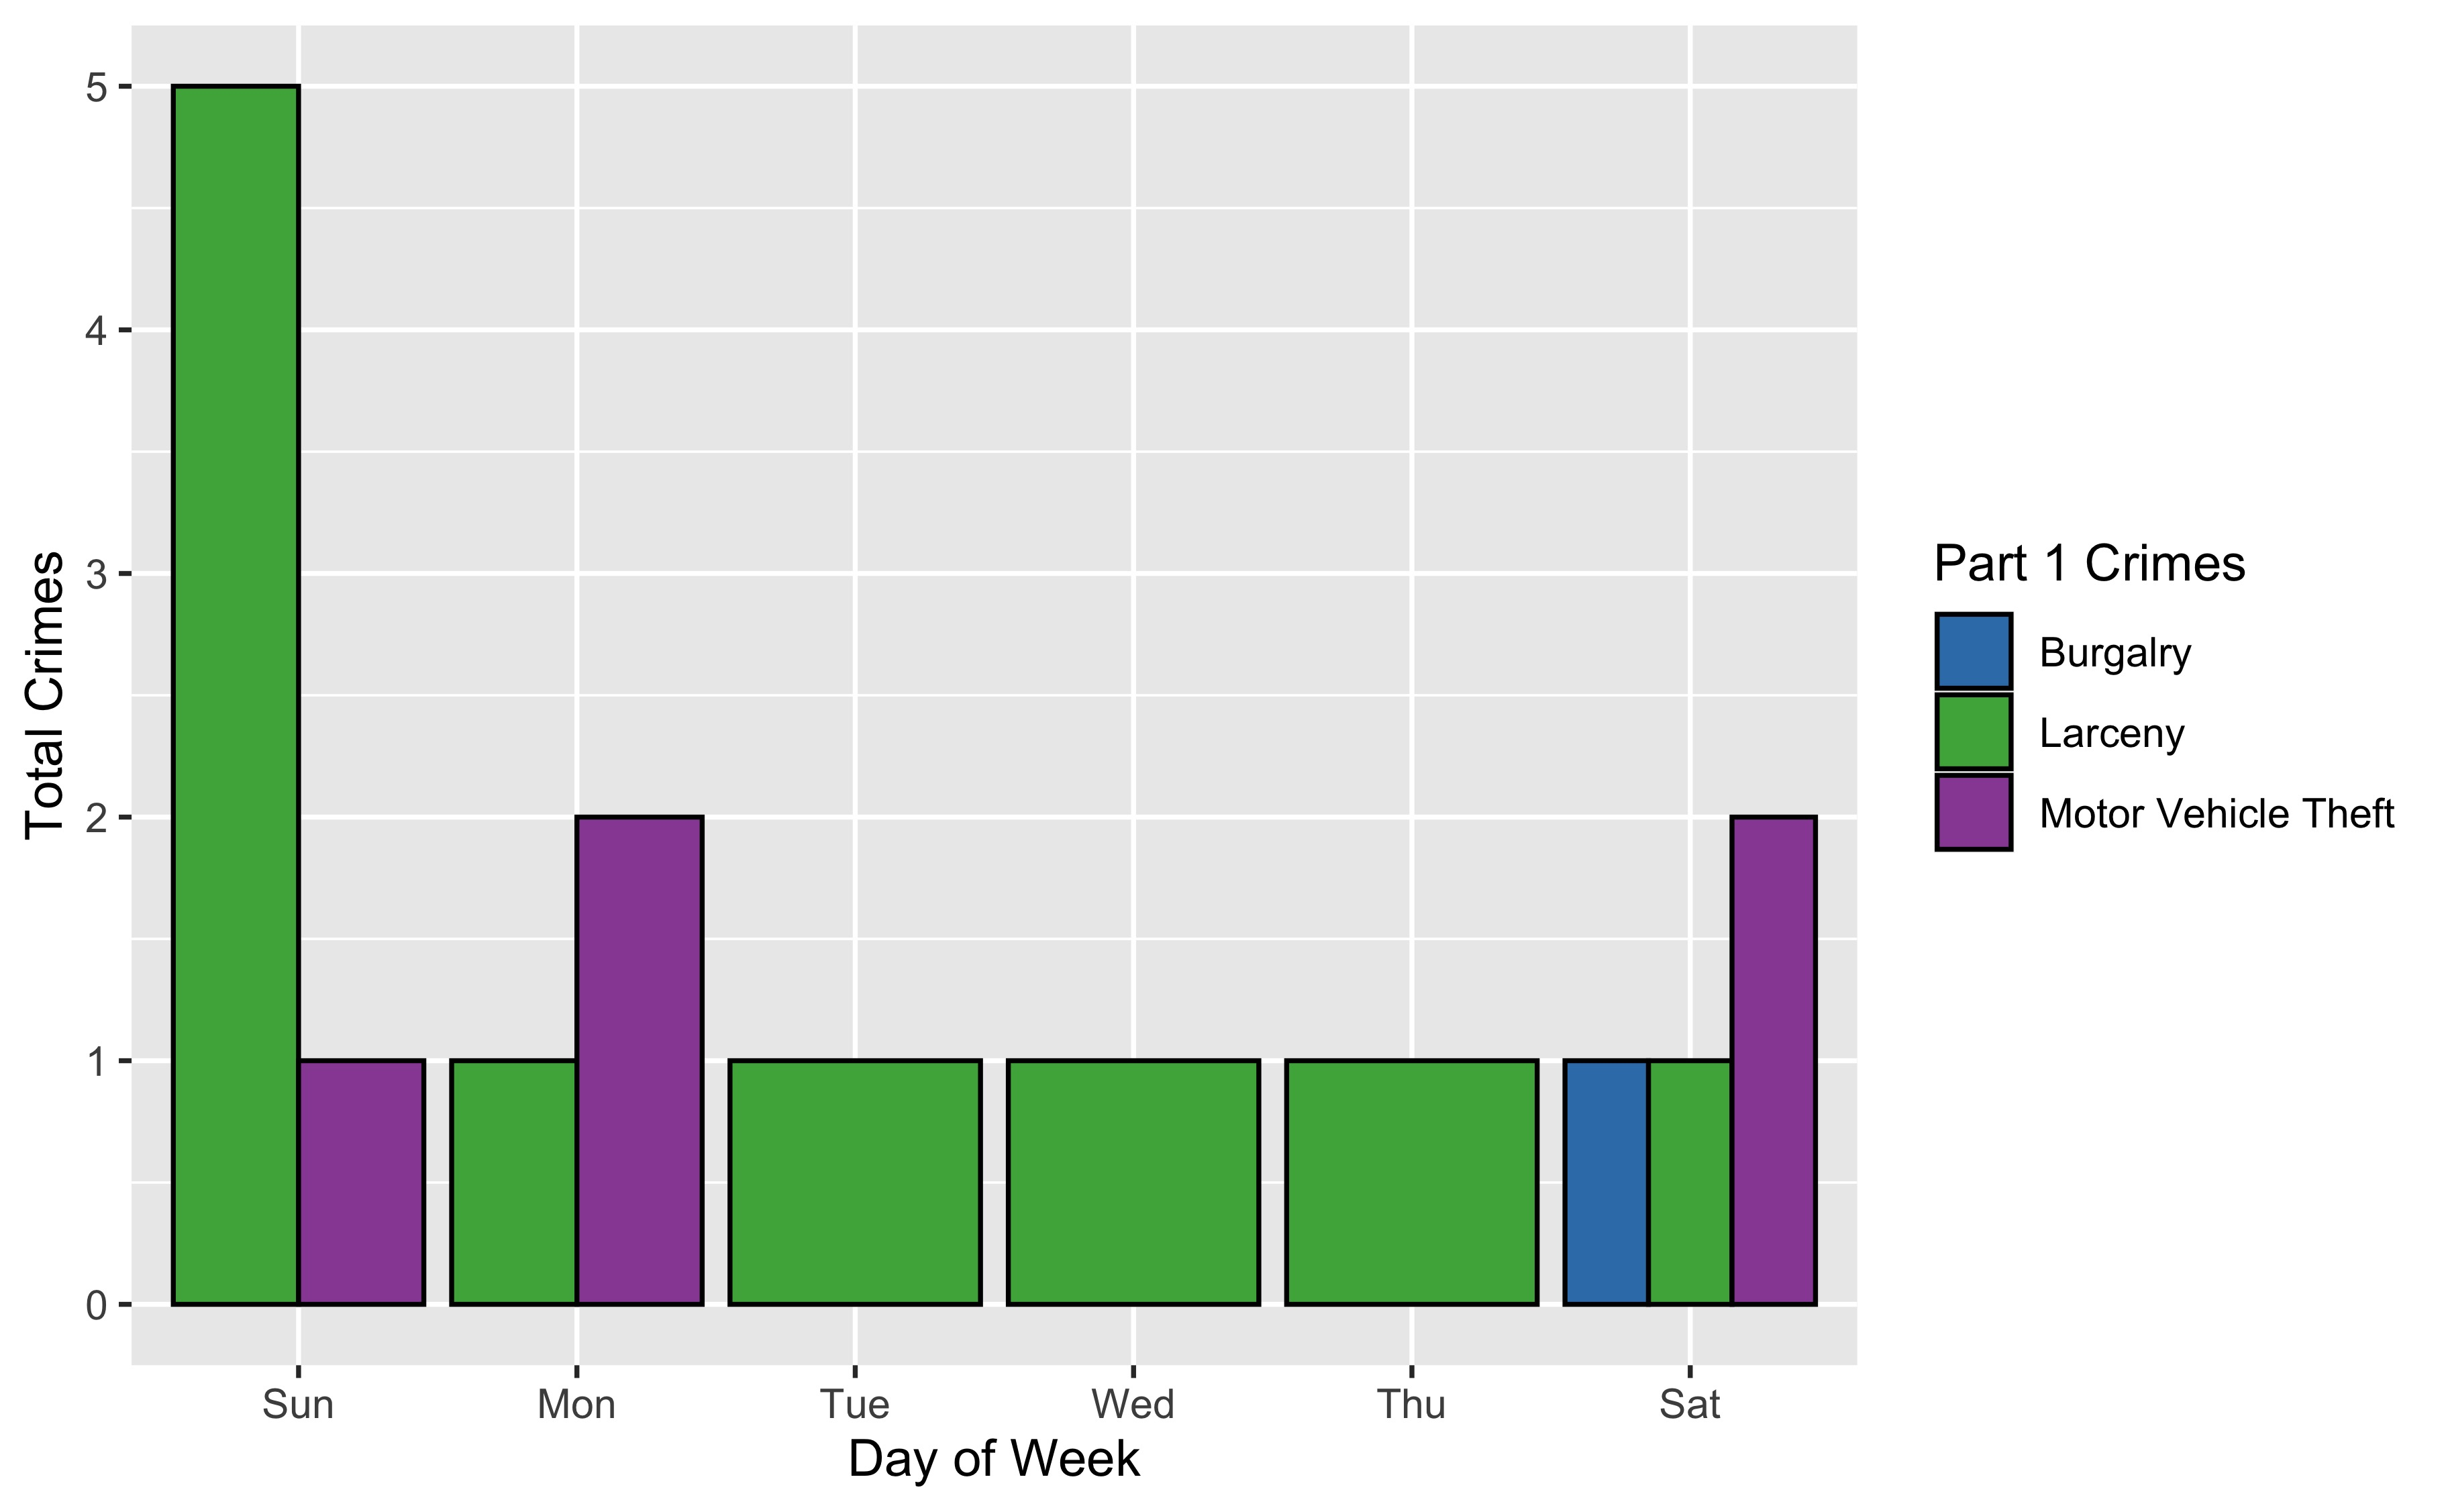 5
4
3
2
1
0
Total Crimes
Sun Mon Tue Wed Thu Sat
Day of Week
Part 1 Crimes
Burgalry
Larceny
Motor Vehicle Theft